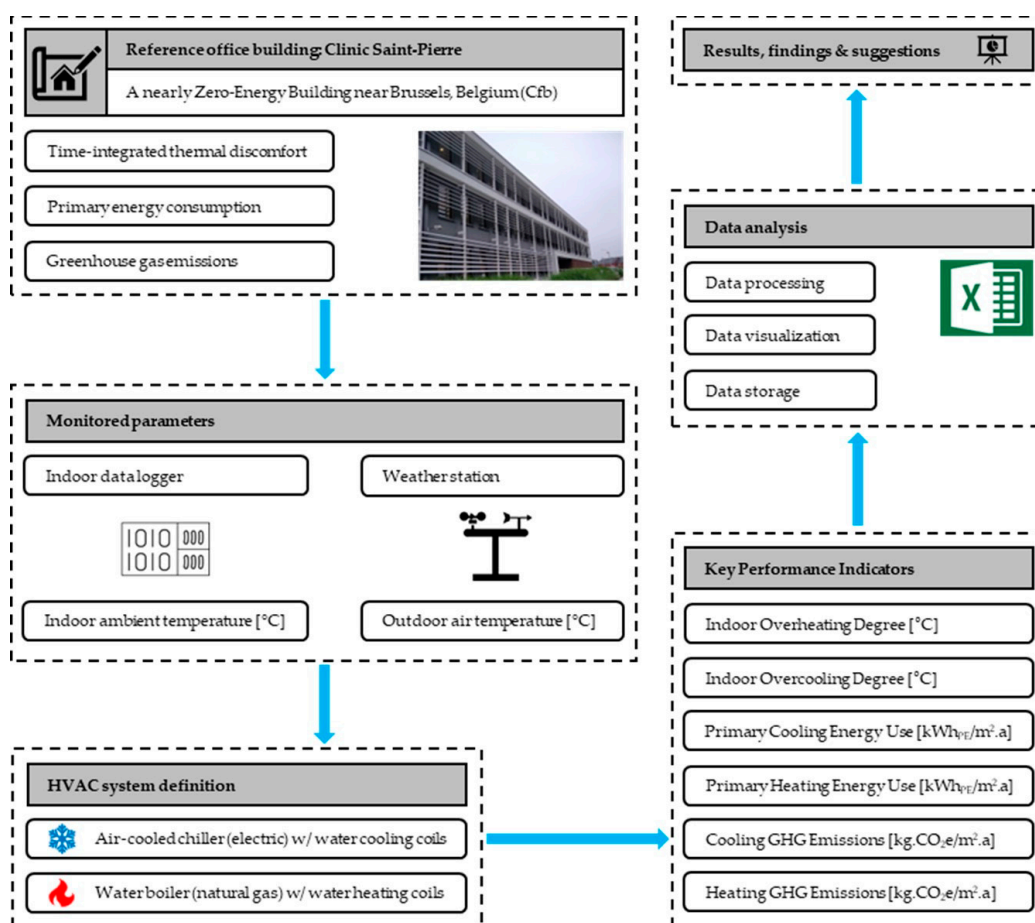 Reference office building: Clinic Saint-Pierre
A nearly Zero-Energy Building near Brussels, Belgium (Cfb)
Time-integrated thermal discomfort
Primary energy consumption
Greenhouse gas emissions
Monitored parameters
Indoor data logger
Weather station
1010 000
1010 000
Indoor ambient temperature [°C]
Outdoor air temperature [°C]
HVAC system definition
Air-cooled chiller (electric) w/ water cooling coils
Water boiler (natural gas) w/ water heating coils
Key Performance Indicators
Indoor Overheating Degree [°C]
Indoor Overcooling Degree [°C]
Primary Cooling Energy Use [kWhPE/m².a]
Primary Heating Energy Use [kWhPE/m².a]
Cooling GHG Emissions [kg.CO₂e/m².a]
Heating GHG Emissions [kg.CO₂e/m².a]
Data analysis
Data processing
Data visualization
Data storage
X
Results, findings & suggestions